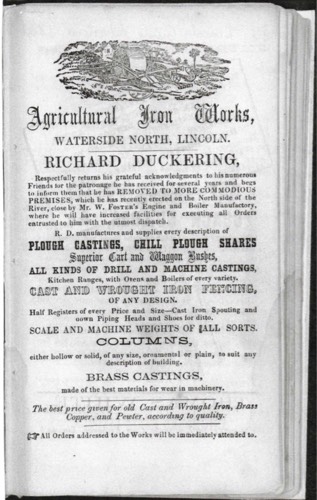 Agricultural Iron Works,
WATERSIDE NORTH, LINCOLN.
RICHARD DUCKERING,
Respectfully returns his grateful acknowledgments to his numerous
Friends for the patronage he has received for several years and begs
to inform them that he has REMOVED TO MORE COMMODIOUS
PREMISES, which he has recently erected on the North side of the
River, close by Mr. W. FOSTER'S Engine and Boiler Manufactory,
where he will have increased facilities for executing all Orders
entrusted to him with the utmost dispatch.
R. D. manufactures and supplies every description of
PLOUGH CASTINGS, CHILL PLOUGH SHARES
Superior Cart and Waggon Bushes,
ALL KINDS OF DRILL AND MACHINE CASTINGS,
Kitchen Ranges, with Ovens and Boilers of every variety.
CAST AND WROUGHT IRON FENCING,
OF ANY DESIGN.
Half Registers of every Price and Size—Cast Iron Spouting and
down Piping Heads and Shoes for ditto.
SCALE AND MACHINE WEIGHTS OF ALL SORTS.
COLUMNS,
either hollow or solid, of any size, ornamental or plain, to suit any
description of building.
BRASS CASTINGS,
made of the best materials for wear in machinery.
The best price given for old Cast and Wrought Iron, Brass
Copper, and Pewter, according to quality.
☞ All Orders addressed to the Works will be immediately attended to.